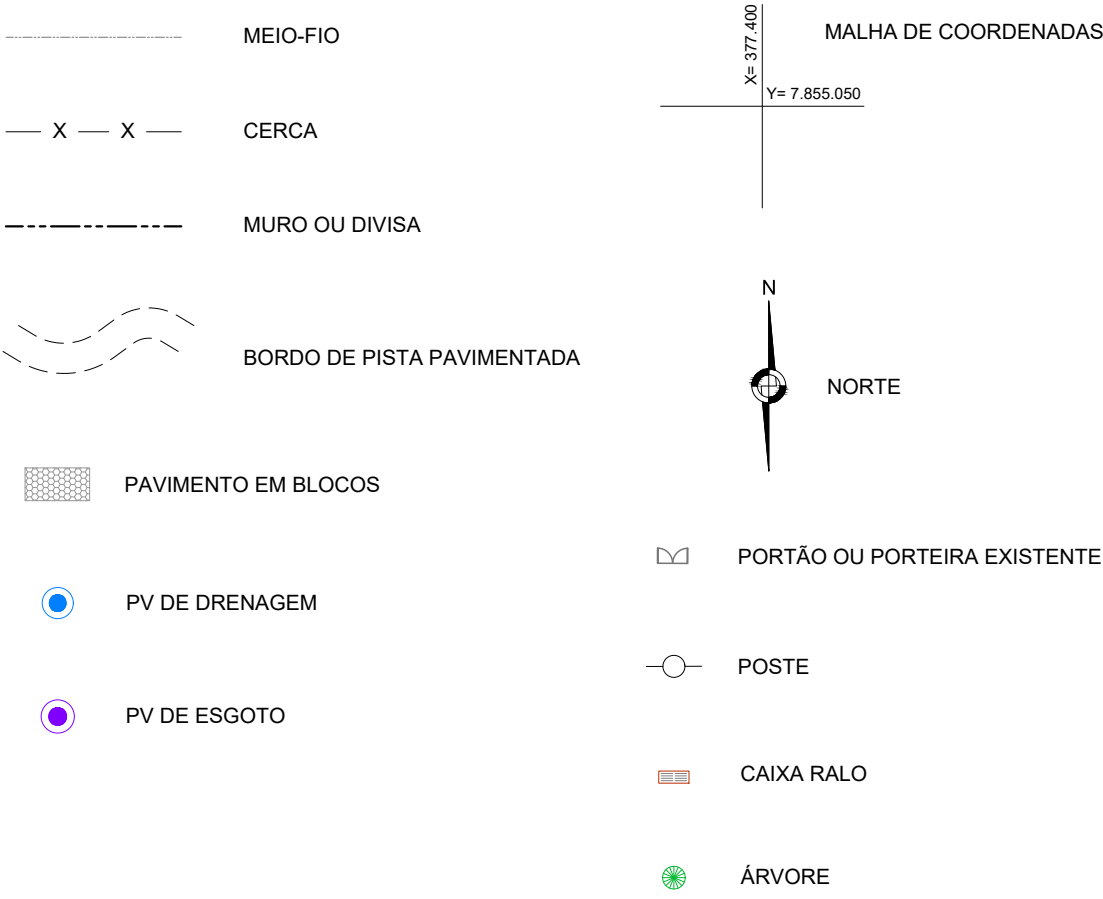 MEIO-FIO
X X CERCA
MURO OU DIVISA
BORDO DE PISTA PAVIMENTADA
PAVIMENTO EM BLOCOS
PV DE DRENAGEM
PV DE ESGOTO
X= 377.400
Y= 7.855.050
MALHA DE COORDENADAS
N
NORTE
PORTÃO OU PORTEIRA EXISTENTE
POSTE
CAIXA RALO
ÁRVORE